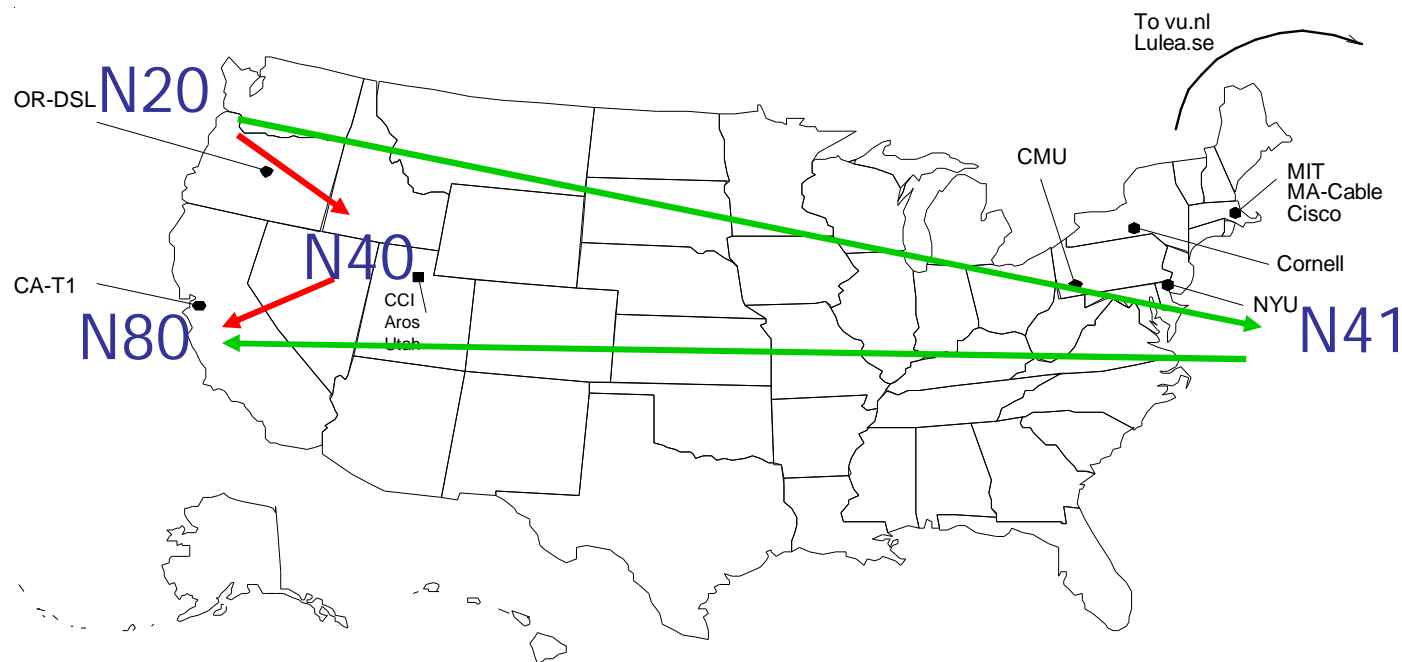 To vu.nl
Lulea.se
OR-DSL
N20
CMU
MIT
MA-Cable
Cisco
N40
Cornell
CA-T1
CCI
Aros
Utah
NYU
N80
N41